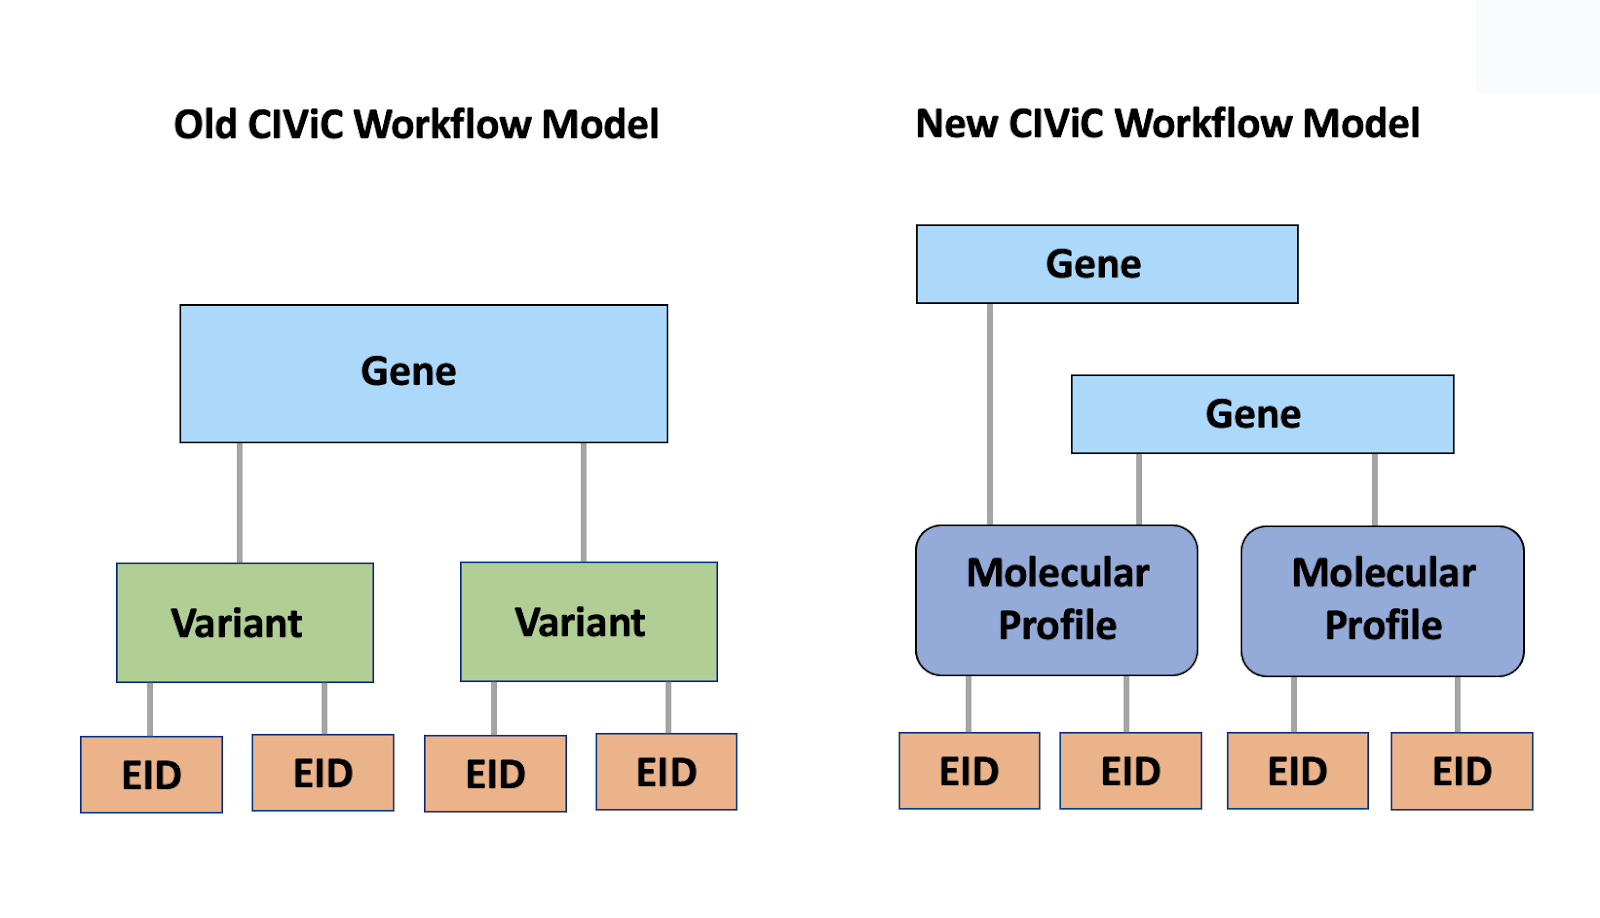 Old CIViC Workflow Model
Gene
Variant
Variant
EID
EID
EID
EID
New CIViC Workflow Model
Gene
Gene
Molecular
Profile
Molecular
Profile
EID
EID
EID
EID